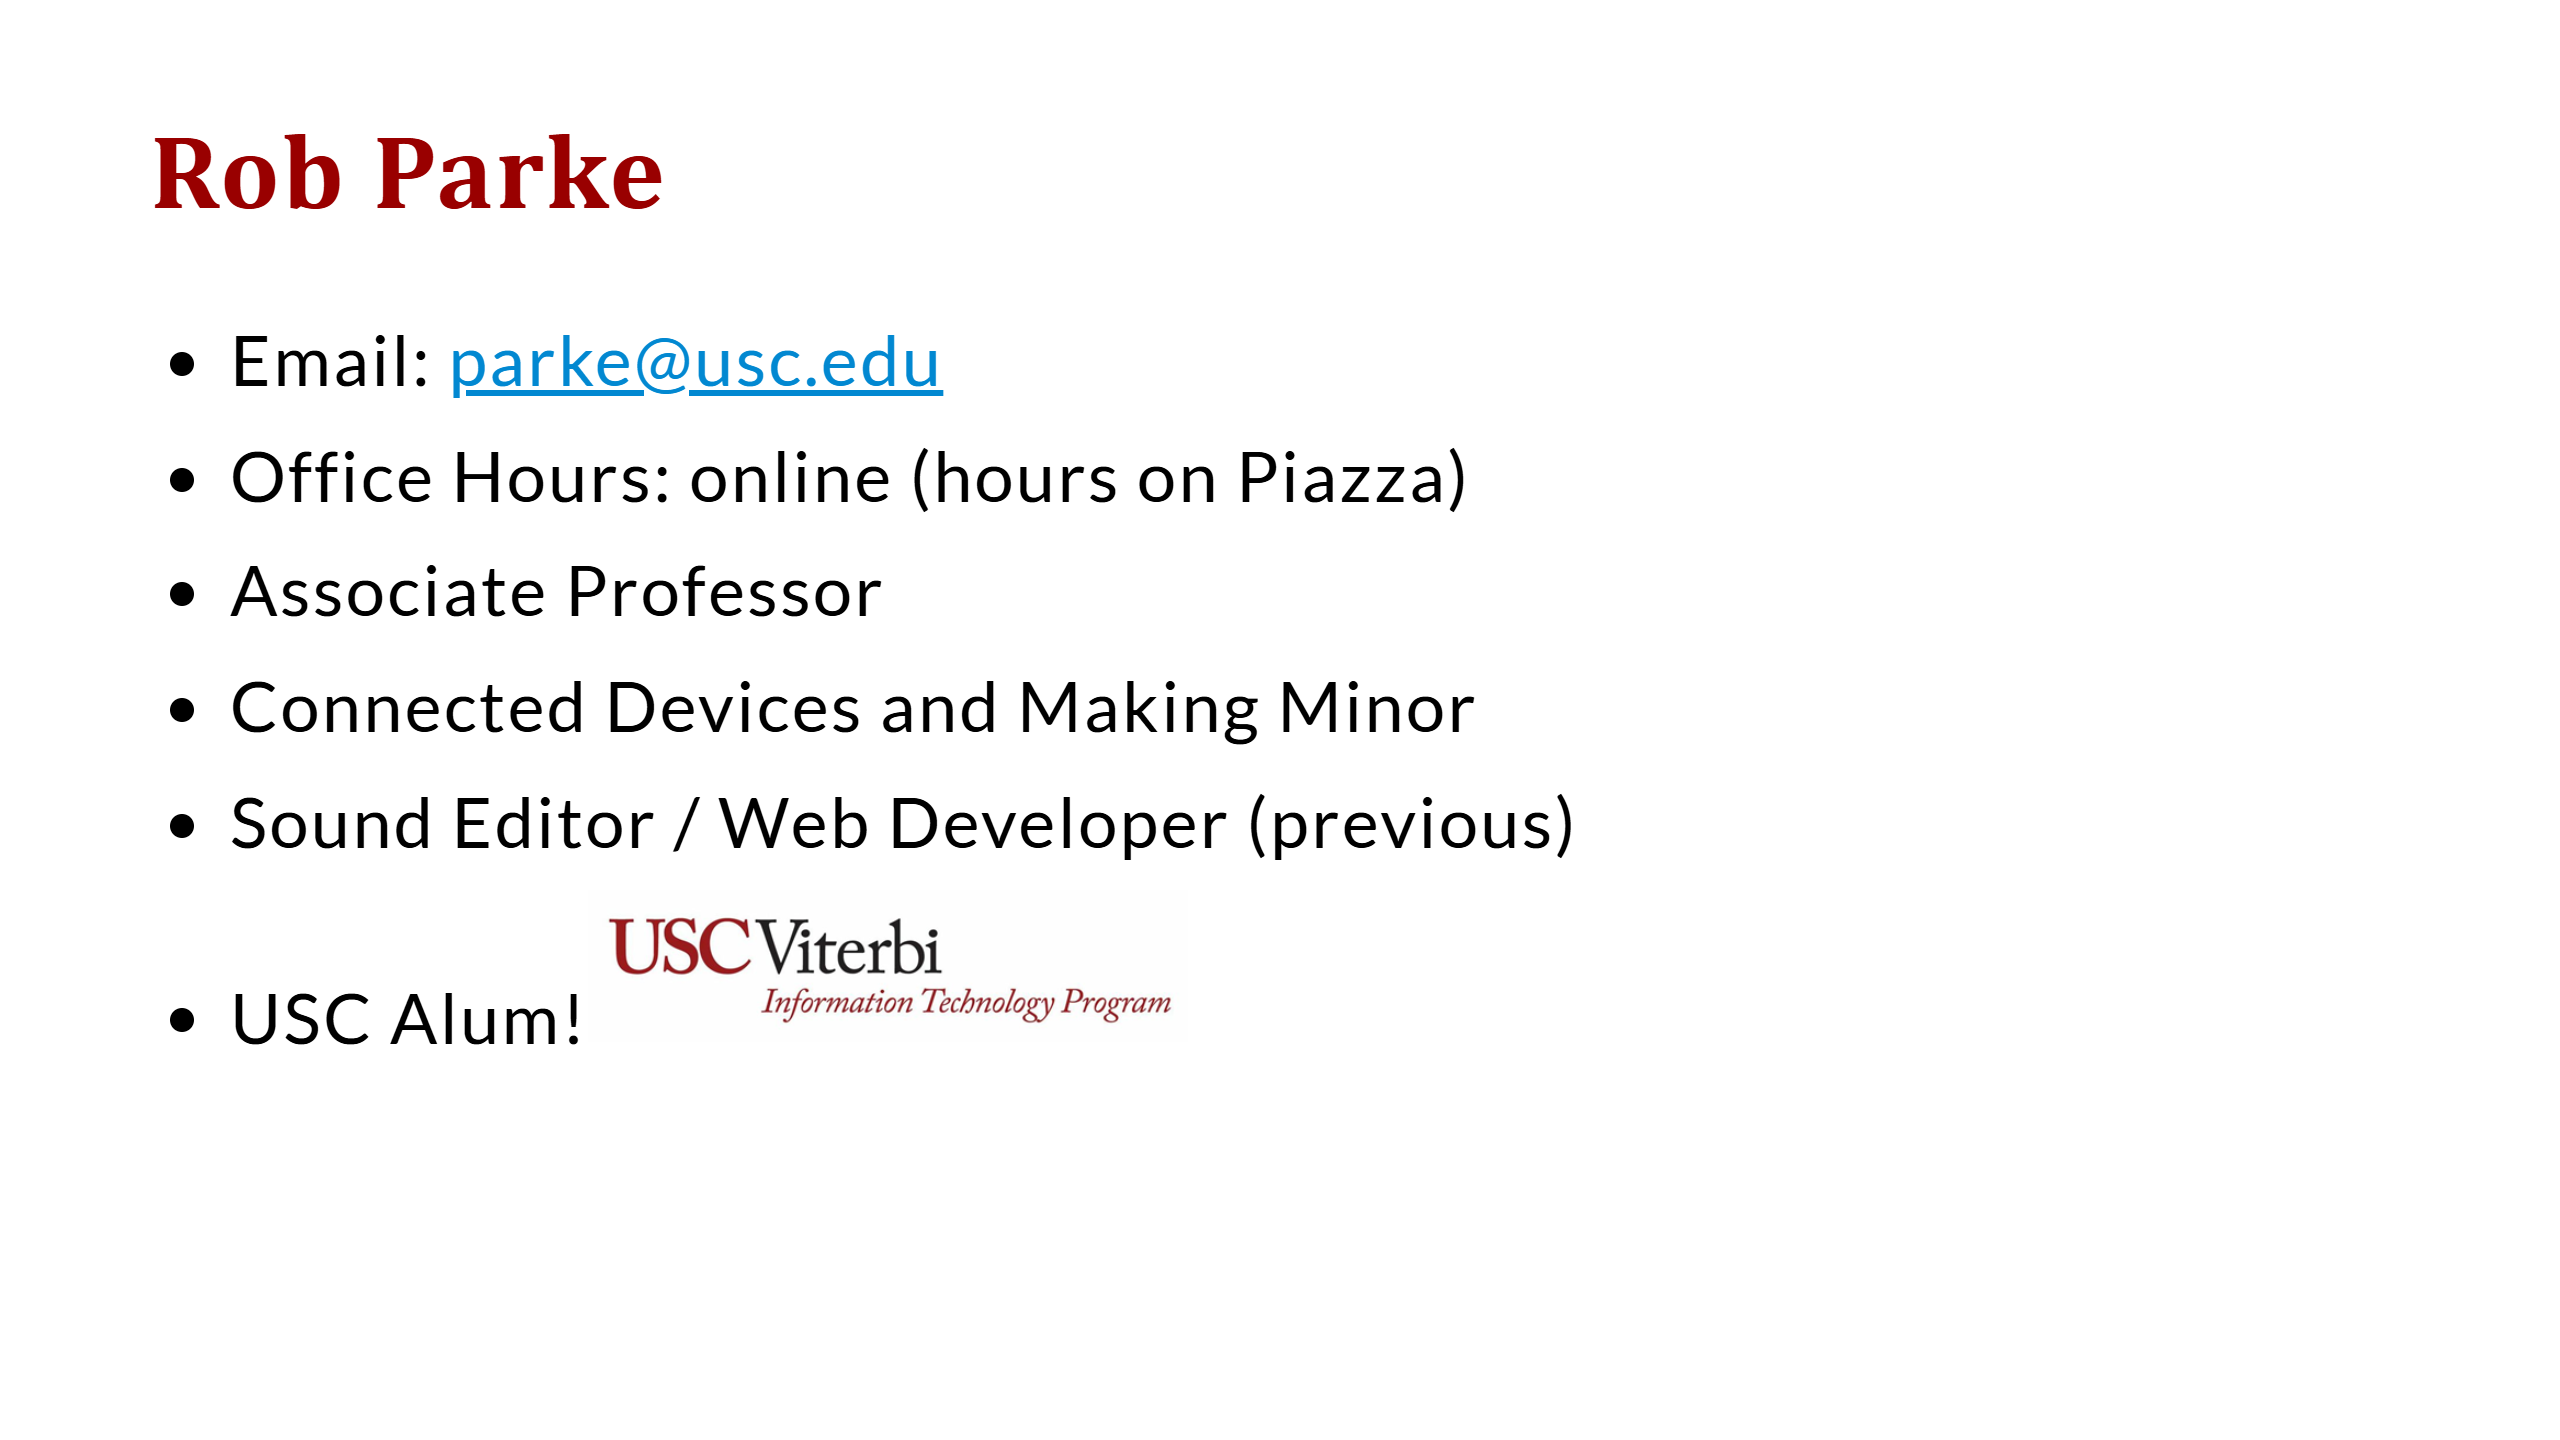 Rob Parke
• Email: parke@usc.edu
• Office Hours: online (hours on Piazza)
• Associate Professor
• Connected Devices and Making Minor
• Sound Editor / Web Developer (previous)
USC Viterbi
Information Technology Program
• USC Alum!